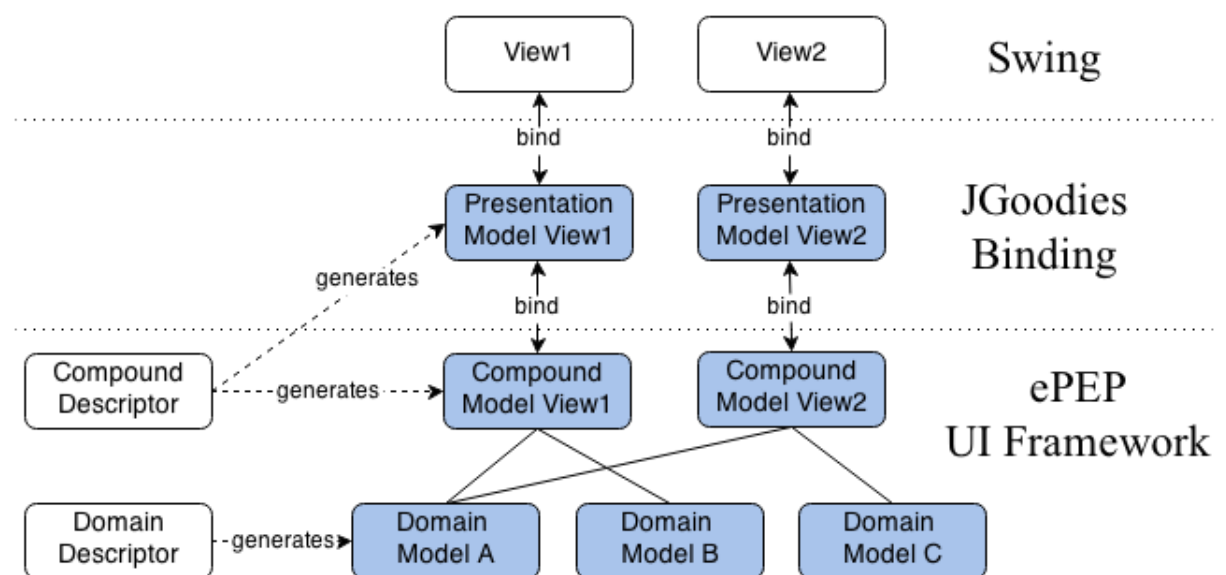 View1
View2
Swing
bind
bind
Presentation
Model View1
Presentation
Model View2
JGoodies
Binding
generates
bind
bind
Compound
Descriptor
generates
Compound
Model View1
Compound
Model View2
ePEP
UI Framework
Domain
Descriptor
generates
Domain
Model A
Domain
Model B
Domain
Model C